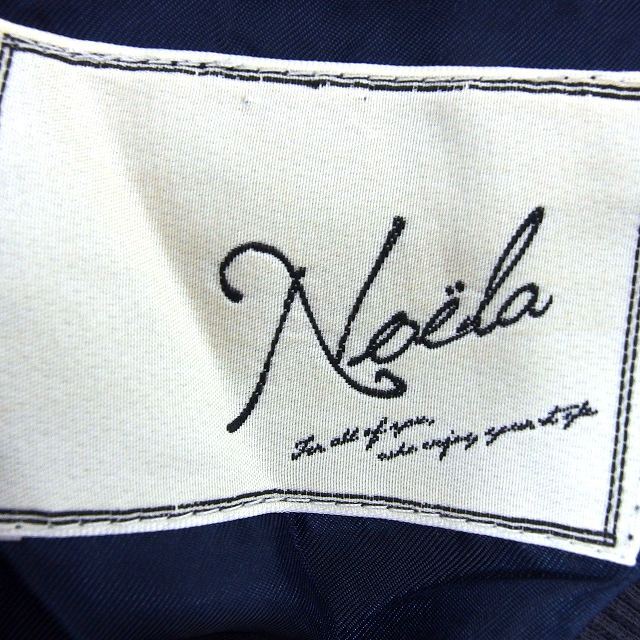 Noëla
For all of you,
who enjoy your style